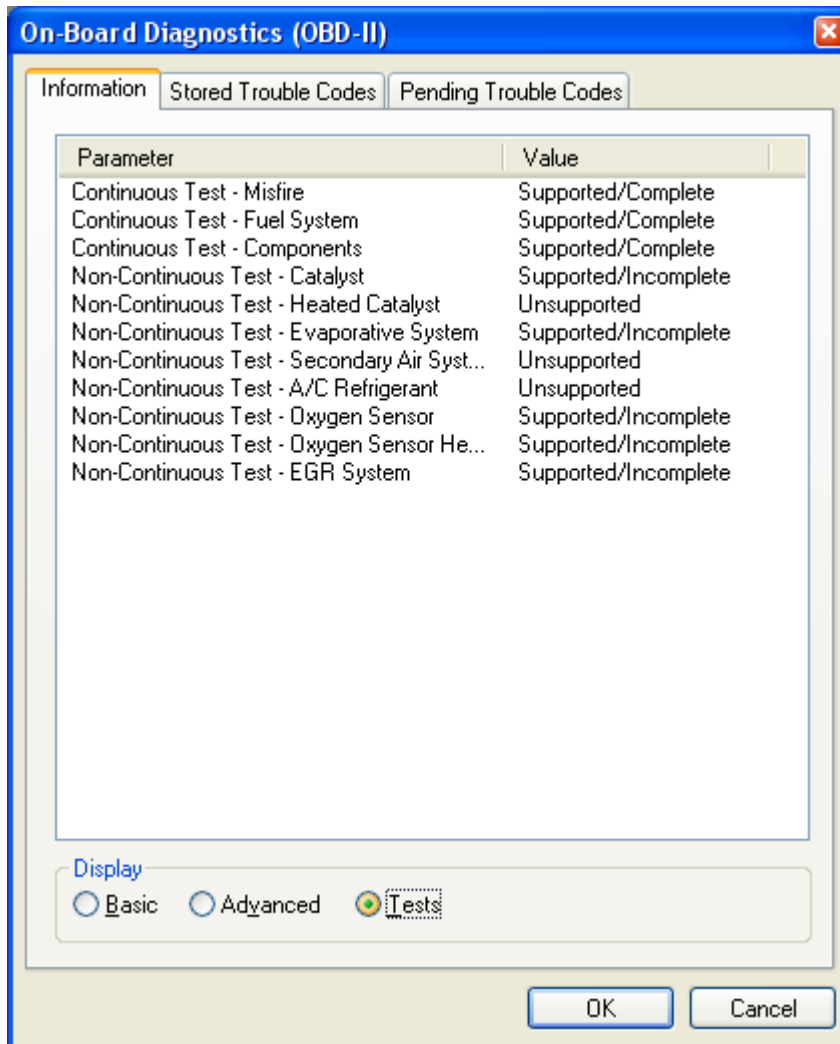 On-Board Diagnostics (OBD-II)
Information Stored Trouble Codes Pending Trouble Codes
Parameter Value
Continuous Test - Misfire Supported/Complete
Continuous Test - Fuel System Supported/Complete
Continuous Test - Components Supported/Complete
Non-Continuous Test - Catalyst Supported/Incomplete
Non-Continuous Test - Heated Catalyst Unsupported
Non-Continuous Test - Evaporative System Supported/Incomplete
Non-Continuous Test - Secondary Air Syst... Unsupported
Non-Continuous Test - A/C Refrigerant Unsupported
Non-Continuous Test - Oxygen Sensor Supported/Incomplete
Non-Continuous Test - Oxygen Sensor He... Supported/Incomplete
Non-Continuous Test - EGR System Supported/Incomplete
Display
Basic Advanced Tests
OK Cancel